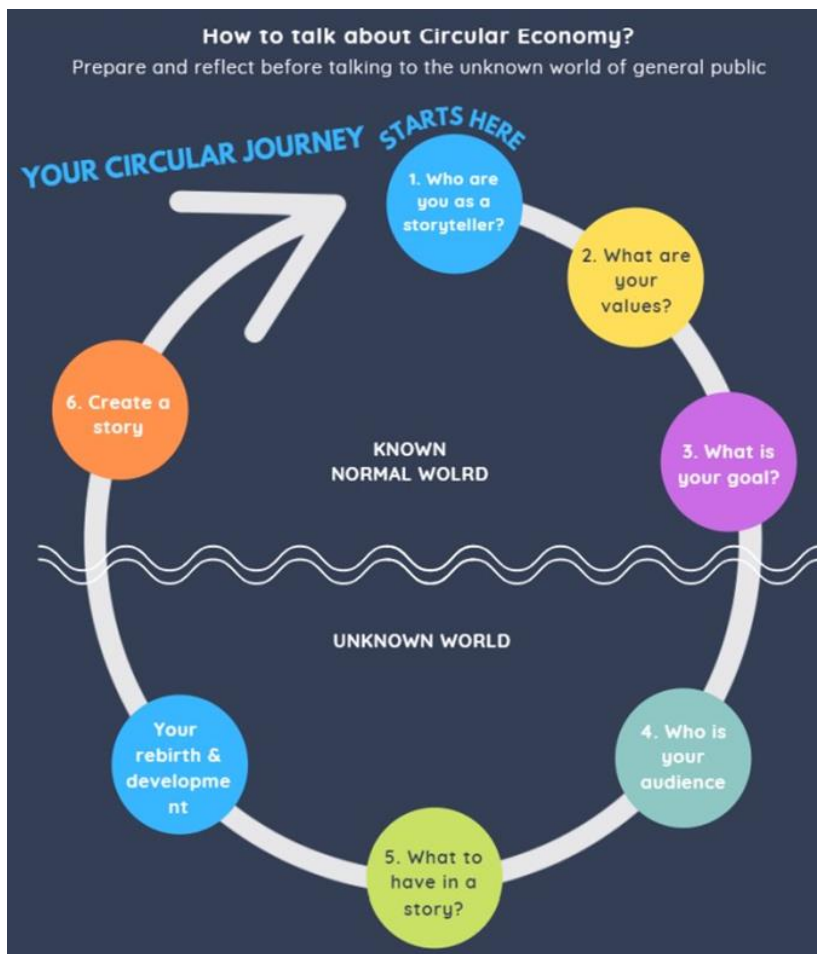 How to talk about Circular Economy?
Prepare and reflect before talking to the unknown world of general public
YOUR CIRCULAR JOURNEY STARTS HERE
1. Who are
you as a
storyteller?
2. What are
your
values?
3. What is
your goal?
KNOWN
NORMAL WOLRD
6. Create a
story
UNKNOWN WORLD
4. Who is
your
audience
5. What to
have in a
story?
Your
rebirth &
developme
nt